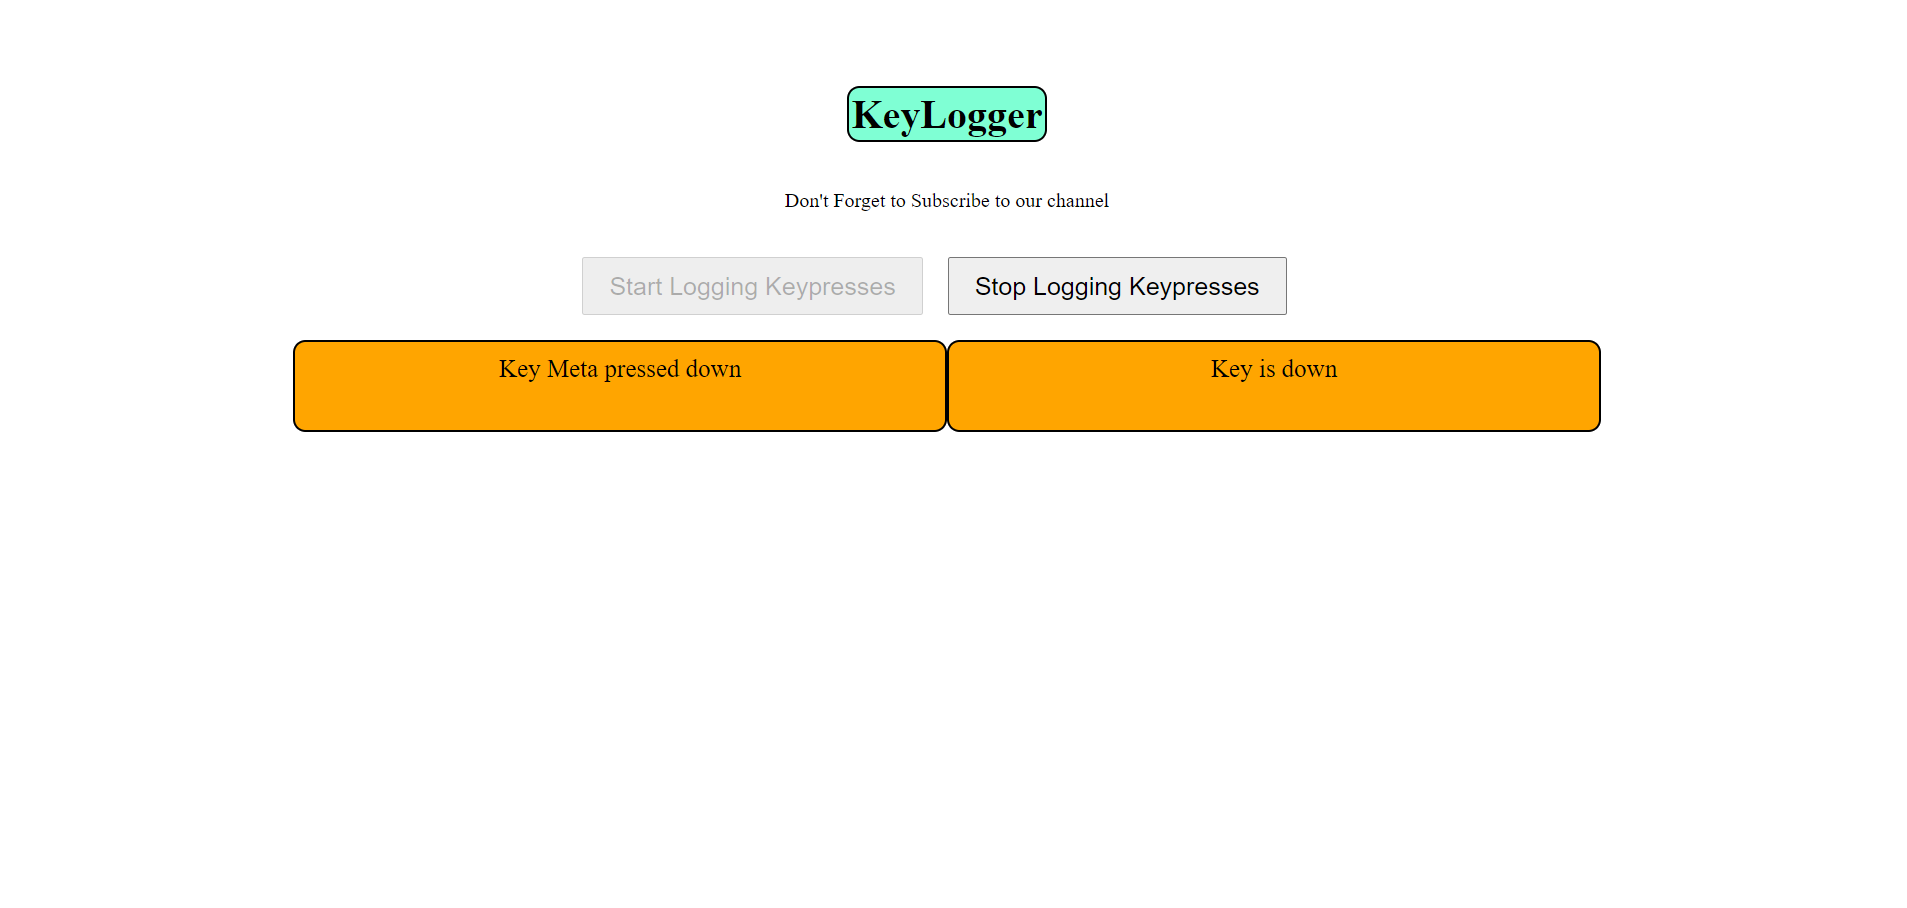 KeyLogger
Don't Forget to Subscribe to our channel
Start Logging Keypresses
Stop Logging Keypresses
Key Meta pressed down
Key is down